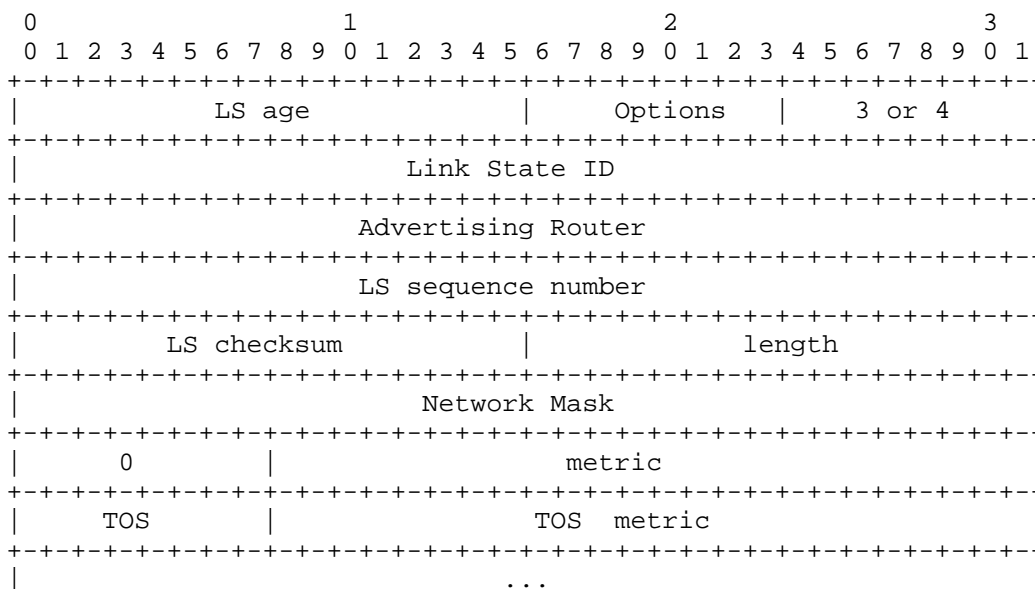 0 1 2 3
0 1 2 3 4 5 6 7 8 9 0 1 2 3 4 5 6 7 8 9 0 1 2 3 4 5 6 7 8 9 0 1
+-+-+-+-+-+-+-+-+-+-+-+-+-+-+-+-+-+-+-+-+-+-+-+-+-+-+-+-+-+-+-+-
| LS age | Options | 3 or 4
+-+-+-+-+-+-+-+-+-+-+-+-+-+-+-+-+-+-+-+-+-+-+-+-+-+-+-+-+-+-+-+-
| Link State ID
+-+-+-+-+-+-+-+-+-+-+-+-+-+-+-+-+-+-+-+-+-+-+-+-+-+-+-+-+-+-+-+-
| Advertising Router
+-+-+-+-+-+-+-+-+-+-+-+-+-+-+-+-+-+-+-+-+-+-+-+-+-+-+-+-+-+-+-+-
| LS sequence number
+-+-+-+-+-+-+-+-+-+-+-+-+-+-+-+-+-+-+-+-+-+-+-+-+-+-+-+-+-+-+-+-
| LS checksum | length
+-+-+-+-+-+-+-+-+-+-+-+-+-+-+-+-+-+-+-+-+-+-+-+-+-+-+-+-+-+-+-+-
| Network Mask
+-+-+-+-+-+-+-+-+-+-+-+-+-+-+-+-+-+-+-+-+-+-+-+-+-+-+-+-+-+-+-+-
| 0 | metric
+-+-+-+-+-+-+-+-+-+-+-+-+-+-+-+-+-+-+-+-+-+-+-+-+-+-+-+-+-+-+-+-
| TOS | TOS metric
+-+-+-+-+-+-+-+-+-+-+-+-+-+-+-+-+-+-+-+-+-+-+-+-+-+-+-+-+-+-+-+-
| ...